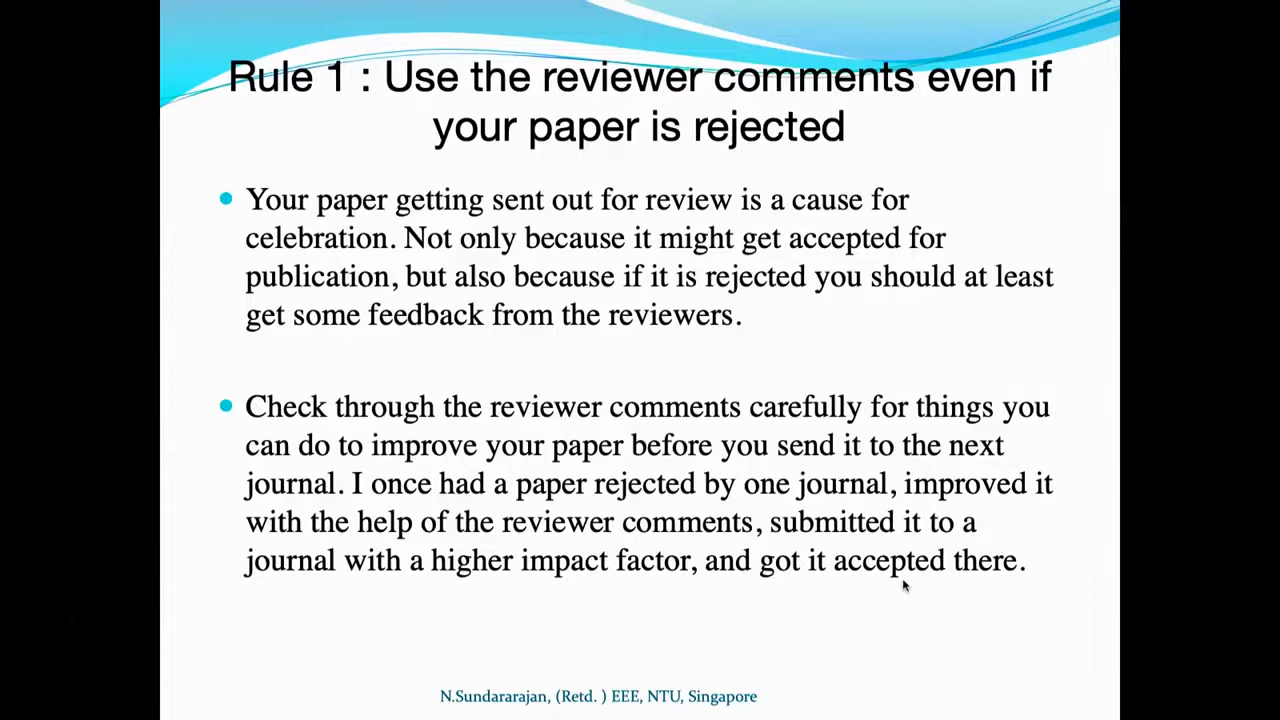 Rule 1 : Use the reviewer comments even if
your paper is rejected
Your paper getting sent out for review is a cause for
celebration. Not only because it might get accepted for
publication, but also because if it is rejected you should at least
get some feedback from the reviewers.
Check through the reviewer comments carefully for things you
can do to improve your paper before you send it to the next
journal. I once had a paper rejected by one journal, improved it
with the help of the reviewer comments, submitted it to a
journal with a higher impact factor, and got it accepted there.
N.Sundararajan, (Retd. ) EEE, NTU, Singapore